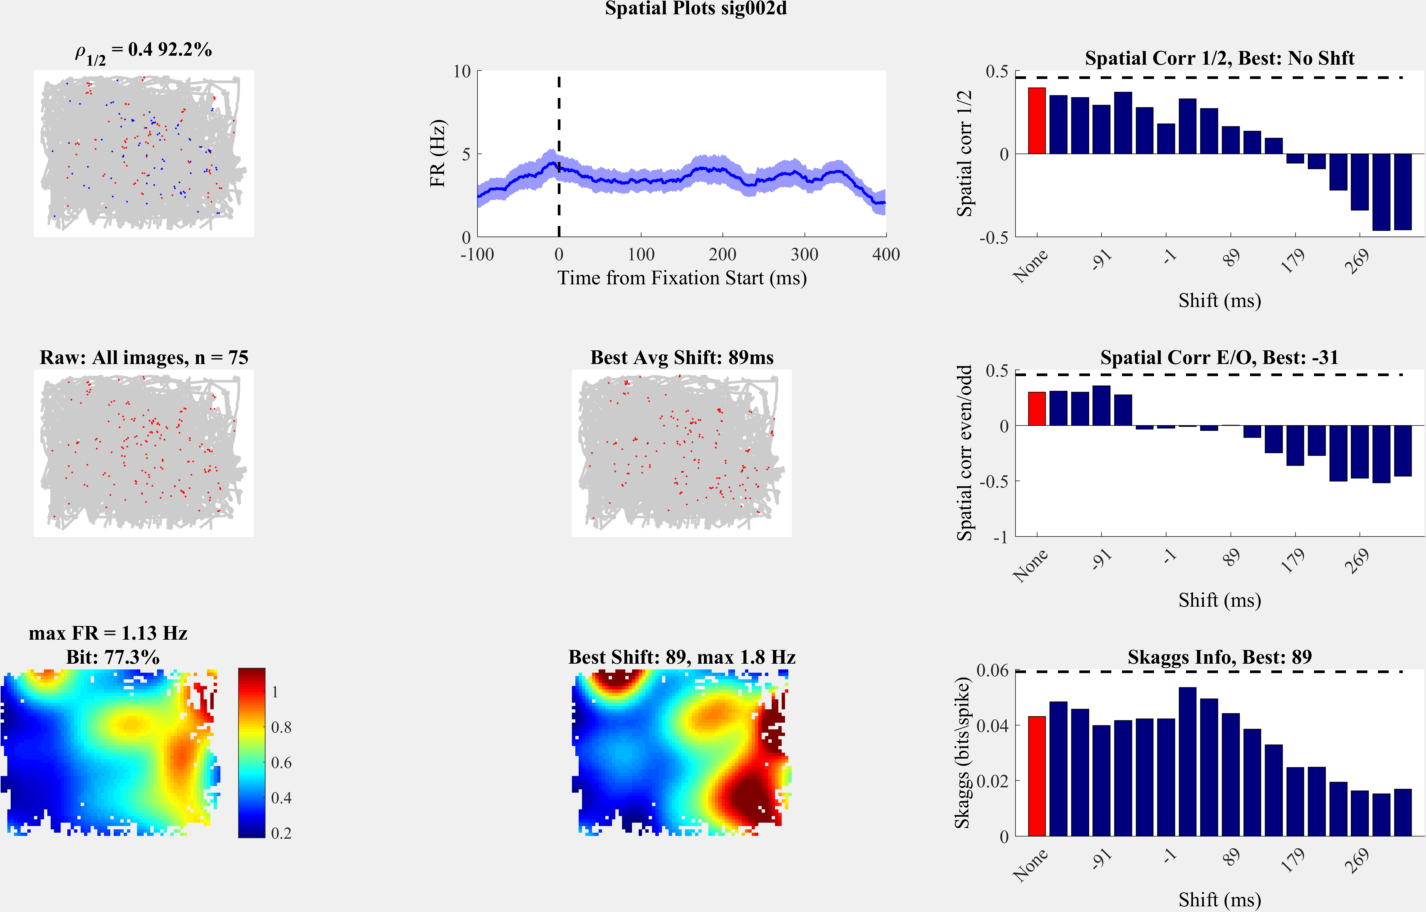 Spatial Plots sig002d
ρ1/2 = 0.4 92.2%
10
5
0
-100
0
100
200
300
400
FR (Hz)
Time from Fixation Start (ms)
Spatial Corr 1/2, Best: No Shft
0.5
0
-0.5
Spatial corr 1/2
None
-91
-1
89
179
269
Shift (ms)
Raw: All images, n = 75
Best Avg Shift: 89ms
Spatial Corr E/O, Best: -31
0.5
0
-0.5
-1
Spatial corr even/odd
None
-91
-1
89
179
269
Shift (ms)
max FR = 1.13 Hz
Bit: 77.3%
1
0.8
0.6
0.4
0.2
Best Shift: 89, max 1.8 Hz
Skaggs Info, Best: 89
0.06
0.04
0.02
0
Skaggs (bits\spike)
None
-91
-1
89
179
269
Shift (ms)